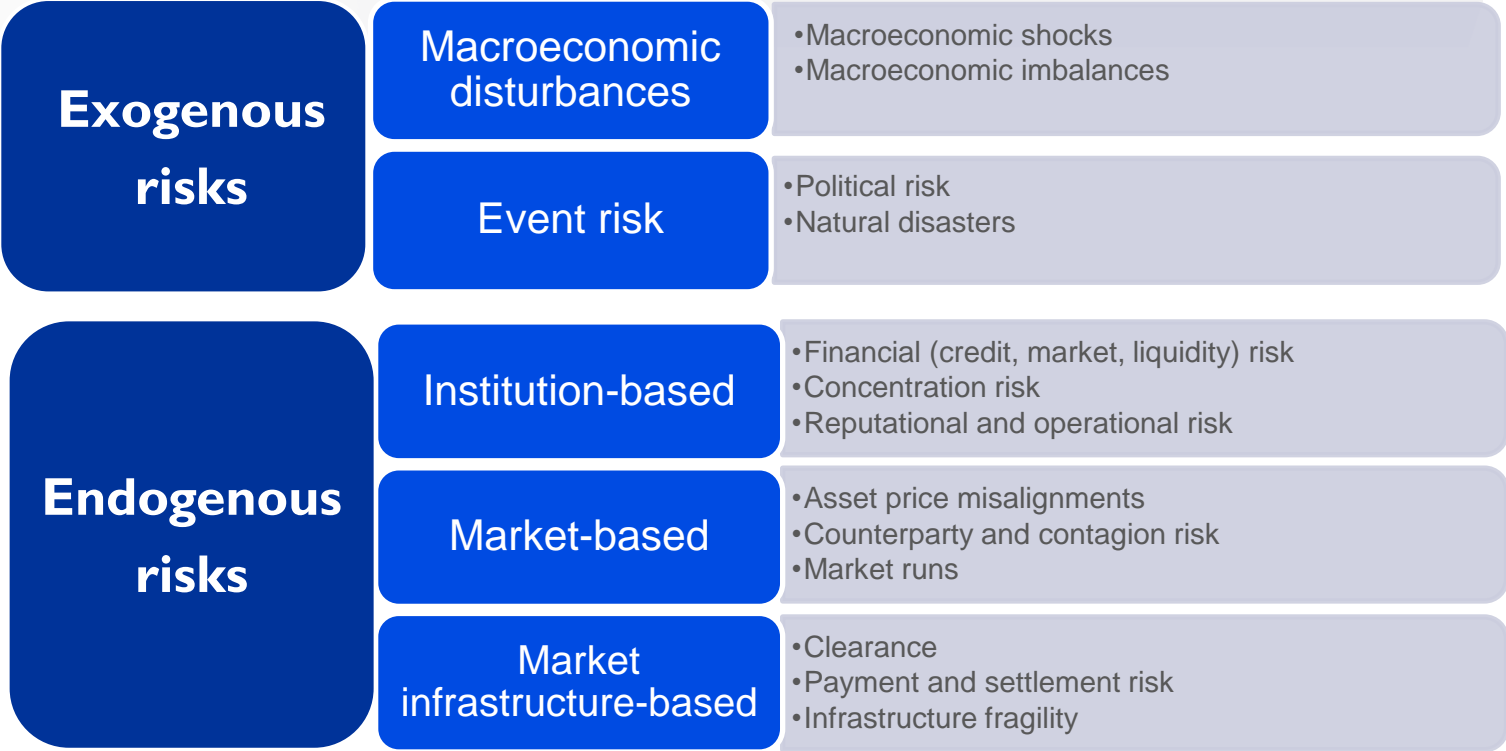 Exogenous
risks
Macroeconomic
disturbances
•Macroeconomic shocks
•Macroeconomic imbalances
Event risk
•Political risk
•Natural disasters
Endogenous
risks
Institution-based
•Financial (credit, market, liquidity) risk
•Concentration risk
•Reputational and operational risk
Market-based
•Asset price misalignments
•Counterparty and contagion risk
•Market runs
Market
infrastructure-based
•Clearance
•Payment and settlement risk
•Infrastructure fragility